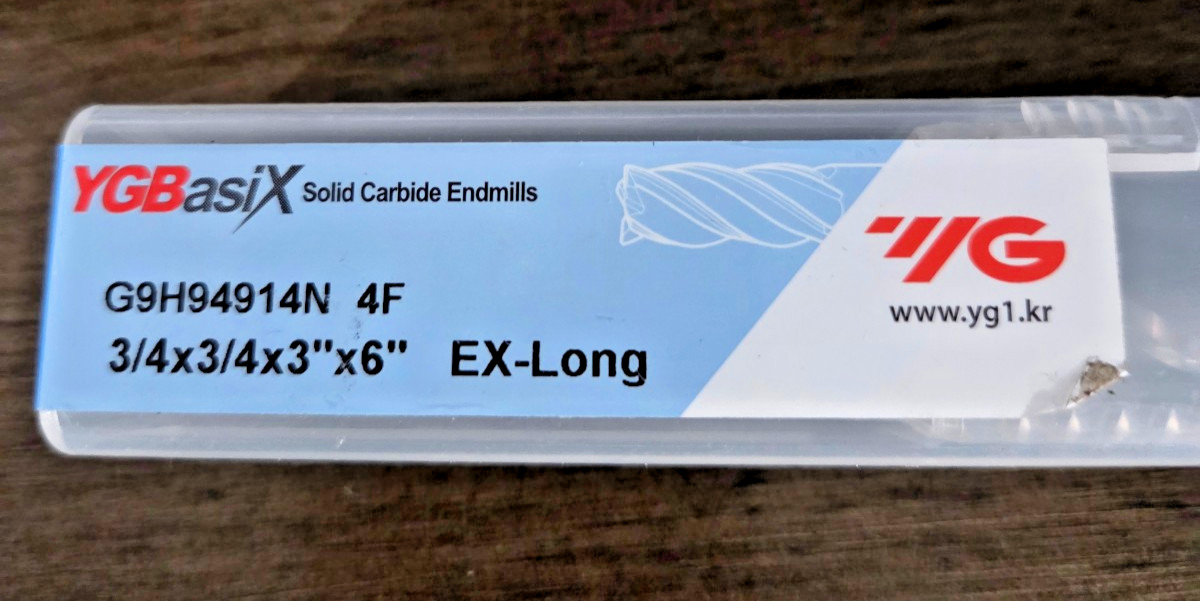 YGBasiX Solid Carbide Endmills
YG
www.yg1.kr
G9H94914N 4F
3/4x3/4x3"x6" EX-Long